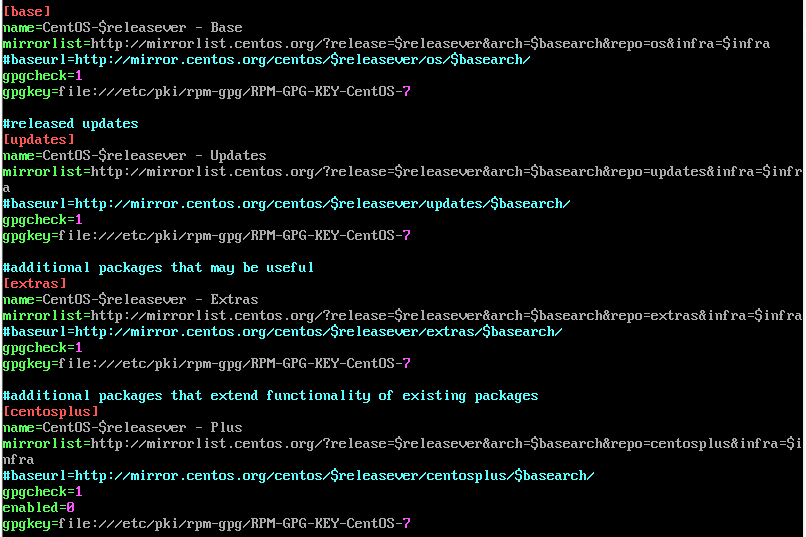 [base]
name=CentOS-$releasever - Base
mirrorlist=http://mirrorlist.centos.org/?release=$releasever&arch=$basearch&repo=os&infra=$infra
#baseurl=http://mirror.centos.org/centos/$releasever/os/$basearch/
gpgcheck=1
gpgkey=file:///etc/pki/rpm-gpg/RPM-GPG-KEY-CentOS-7

#released updates
[updates]
name=CentOS-$releasever - Updates
mirrorlist=http://mirrorlist.centos.org/?release=$releasever&arch=$basearch&repo=updates&infra=$infr
a
#baseurl=http://mirror.centos.org/centos/$releasever/updates/$basearch/
gpgcheck=1
gpgkey=file:///etc/pki/rpm-gpg/RPM-GPG-KEY-CentOS-7

#additional packages that may be useful
[extras]
name=CentOS-$releasever - Extras
mirrorlist=http://mirrorlist.centos.org/?release=$releasever&arch=$basearch&repo=extras&infra=$infra
#baseurl=http://mirror.centos.org/centos/$releasever/extras/$basearch/
gpgcheck=1
gpgkey=file:///etc/pki/rpm-gpg/RPM-GPG-KEY-CentOS-7

#additional packages that extend functionality of existing packages
[centosplus]
name=CentOS-$releasever - Plus
mirrorlist=http://mirrorlist.centos.org/?release=$releasever&arch=$basearch&repo=centosplus&infra=$i
nfra
#baseurl=http://mirror.centos.org/centos/$releasever/centosplus/$basearch/
gpgcheck=1
enabled=0
gpgkey=file:///etc/pki/rpm-gpg/RPM-GPG-KEY-CentOS-7